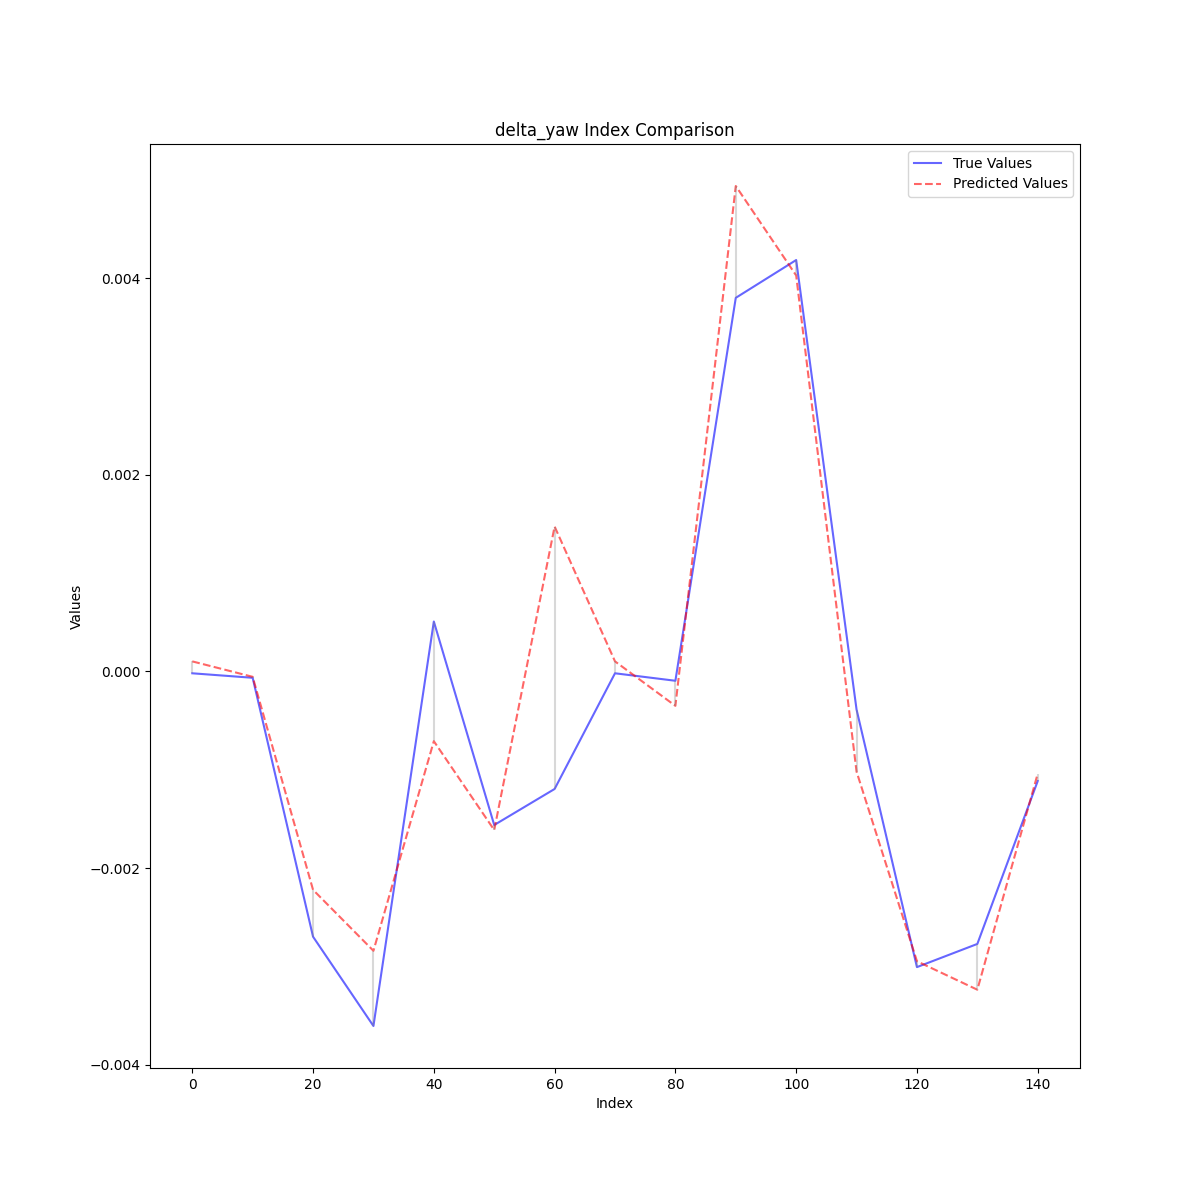 delta_yaw Index Comparison
True Values
Predicted Values
0.004
0.002
0.000
−0.002
−0.004
Values
0
20
40
60
80
100
120
140
Index